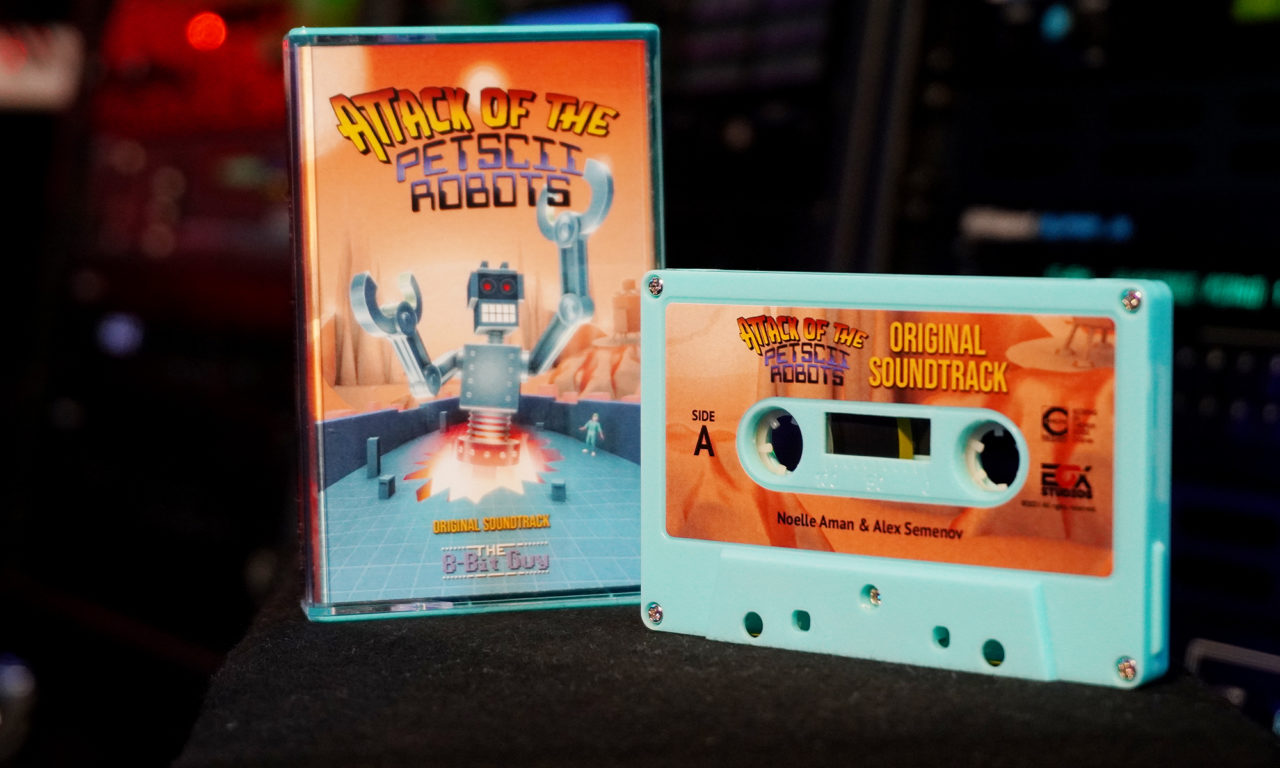 ATTACK OF THE
PETSCII
ROBOTS
ORIGINAL SOUNDTRACK
THE
8-Bit Guy
ATTACK OF THE
PETSCII
ROBOTS
ORIGINAL
SOUNDTRACK
SIDE
A
STUDIOS
Noelle Aman & Alex Semenov